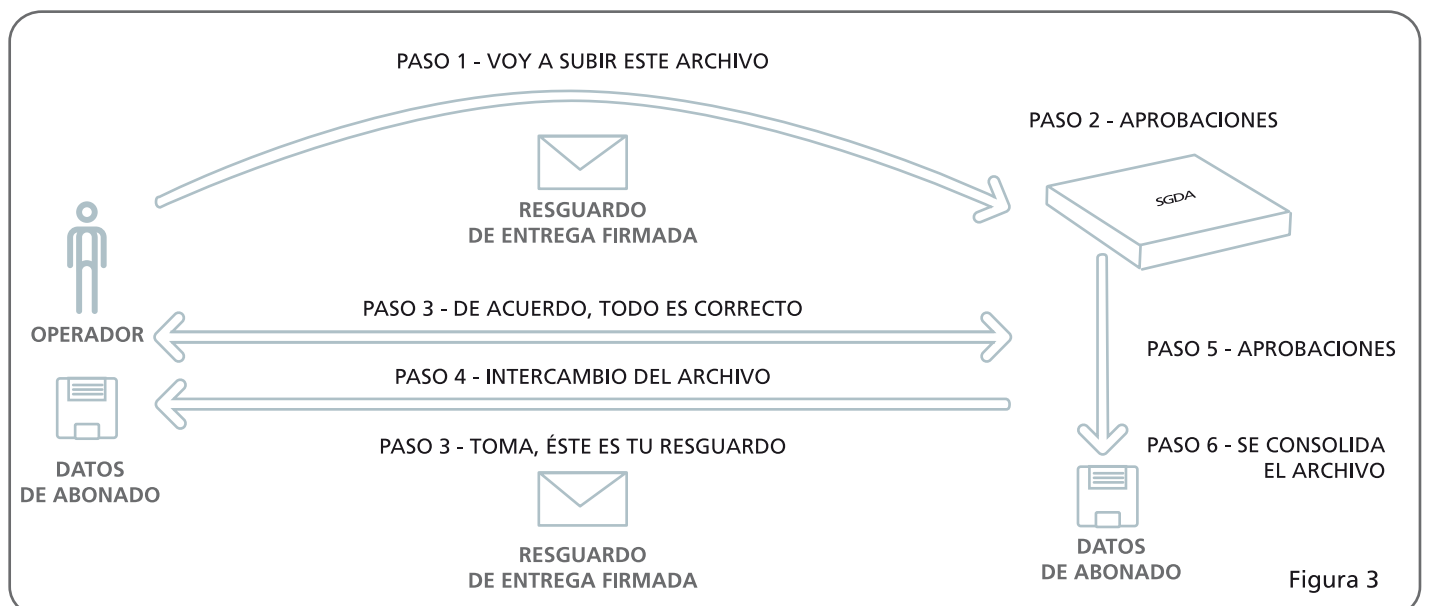 PASO 1 - VOY A SUBIR ESTE ARCHIVO
PASO 2 - APROBACIONES
SGDA
RESGUARDO
DE ENTREGA FIRMADA
OPERADOR
PASO 3 - DE ACUERDO, TODO ES CORRECTO
PASO 5 - APROBACIONES
PASO 4 - INTERCAMBIO DEL ARCHIVO
PASO 3 - TOMA, ÉSTE ES TU RESGUARDO
PASO 6 - SE CONSOLIDA
EL ARCHIVO
DATOS
DE ABONADO
RESGUARDO
DE ENTREGA FIRMADA
DATOS
DE ABONADO
Figura 3